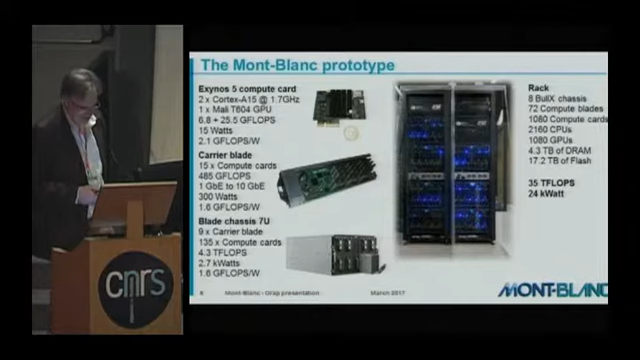 The Mont-Blanc prototype
Exynos 5 compute card
2 x Cortex-A15 @ 1.7GHz
1 x Mali T604 GPU
6.8 + 25.5 GFLOPS
15 Watts
2.1 GFLOPS/W
Carrier blade
15 x Compute cards
485 GFLOPS
1 GbE to 10 GbE
300 Watts
1.6 GFLOPS/W
Blade chassis 7U
9 x Carrier blade
135 x Compute cards
4.3 TFLOPS
2.7 kWatts
1.6 GFLOPS/W
Rack
8 BullX chassis
72 Compute blades
1080 Compute cards
2160 CPUs
1080 GPUs
4.3 TB of DRAM
17.2 TB of Flash
35 TFLOPS
24 kWatt
6 Mont-Blanc - Orap presentation March 2017
MONT-BLANC
cnrs